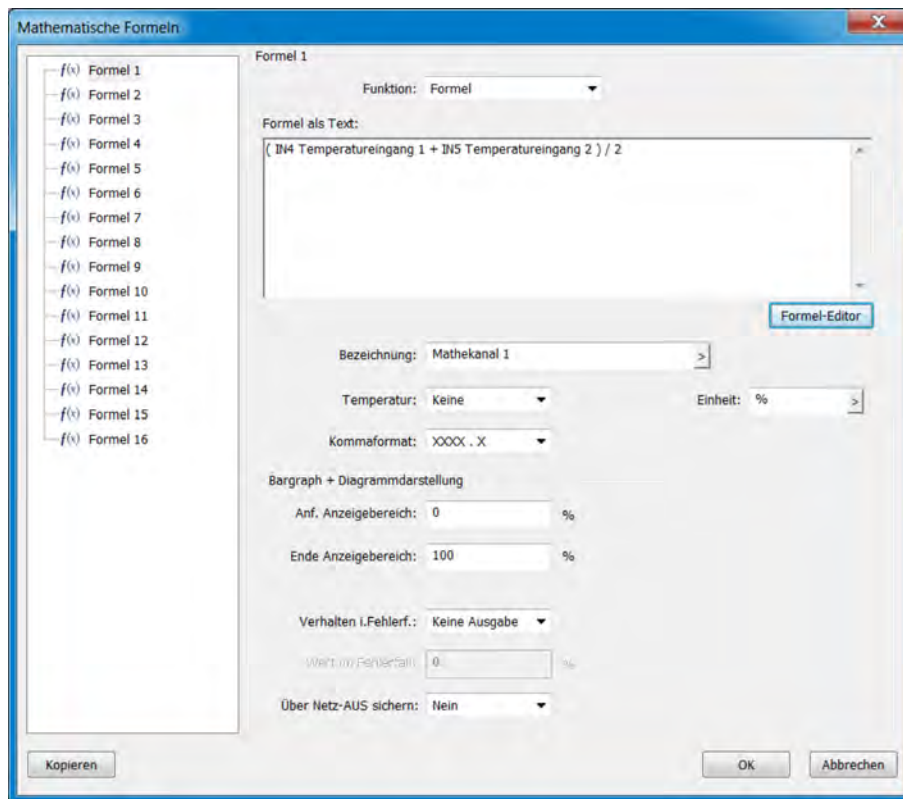 Mathematische Formeln
f(x) Formel 1
f(x) Formel 2
f(x) Formel 3
f(x) Formel 4
f(x) Formel 5
f(x) Formel 6
f(x) Formel 7
f(x) Formel 8
f(x) Formel 9
f(x) Formel 10
f(x) Formel 11
f(x) Formel 12
f(x) Formel 13
f(x) Formel 14
f(x) Formel 15
f(x) Formel 16
Formel 1
Funktion: Formel
Formel als Text:
( IN4 Temperatureingang 1 + IN5 Temperatureingang 2 ) / 2
Formel-Editor
Bezeichnung: Mathekanal 1 >
Temperatur: Keine Einheit: % >
Kommaformat: XXXX . X
Bargraph + Diagrammdarstellung
Anf. Anzeigebereich: 0 %
Ende Anzeigebereich: 100 %
Verhalten i.Fehlerf.: Keine Ausgabe
Wert im Fehlerfall: 0 %
Über Netz-AUS sichern: Nein
Kopieren OK Abbrechen